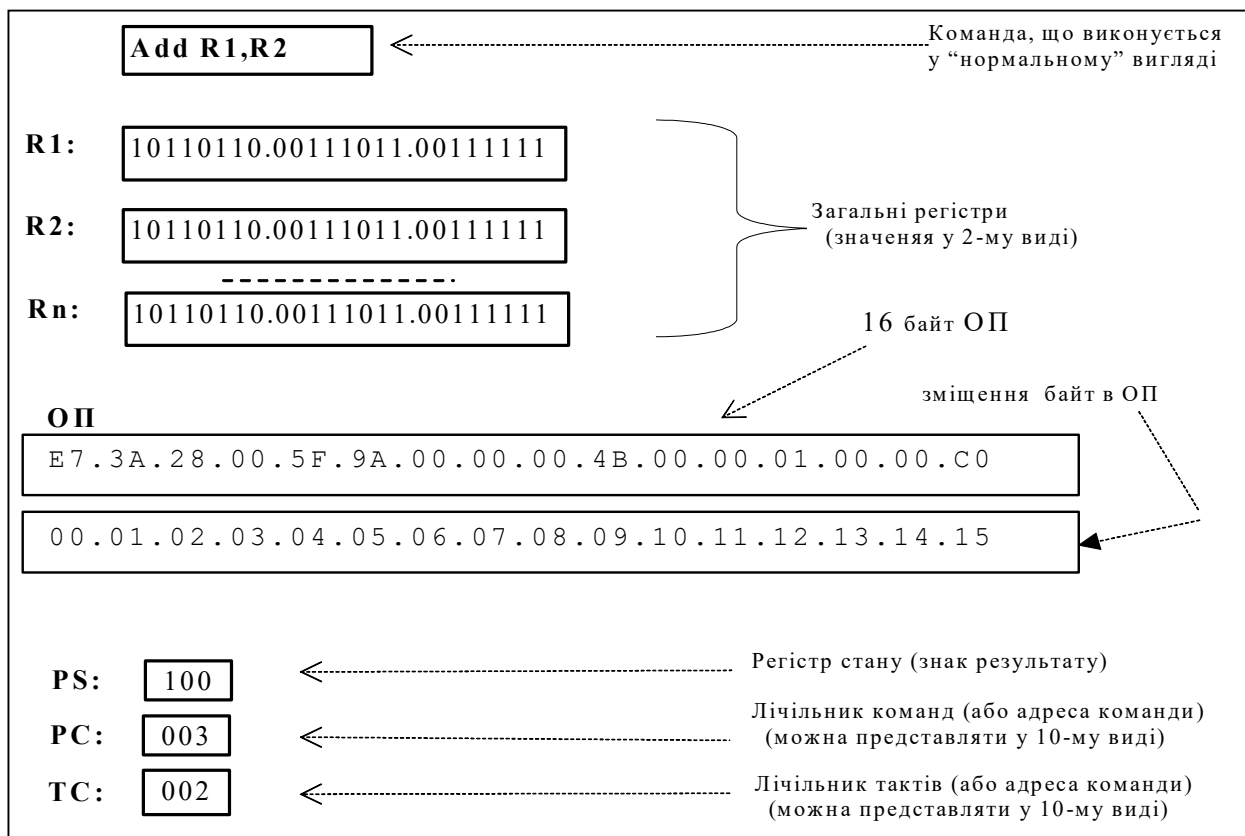 Add R1,R2
Команда, що виконується
у “нормальному” вигляді
R1:
10110110.00111011.00111111
R2:
10110110.00111011.00111111
Rn:
10110110.00111011.00111111
Загальні регістри
(значеняя у 2-му виді)
16 байт ОП
зміщення байт в ОП
ОП
E7.3A.28.00.5F.9A.00.00.00.4B.00.00.01.00.00.C0
00.01.02.03.04.05.06.07.08.09.10.11.12.13.14.15
PS:
100
Регістр стану (знак результату)
PC:
003
Лічільник команд (або адреса команди)
(можна представляти у 10-му виді)
TC:
002
Лічільник тактів (або адреса команди)
(можна представляти у 10-му виді)